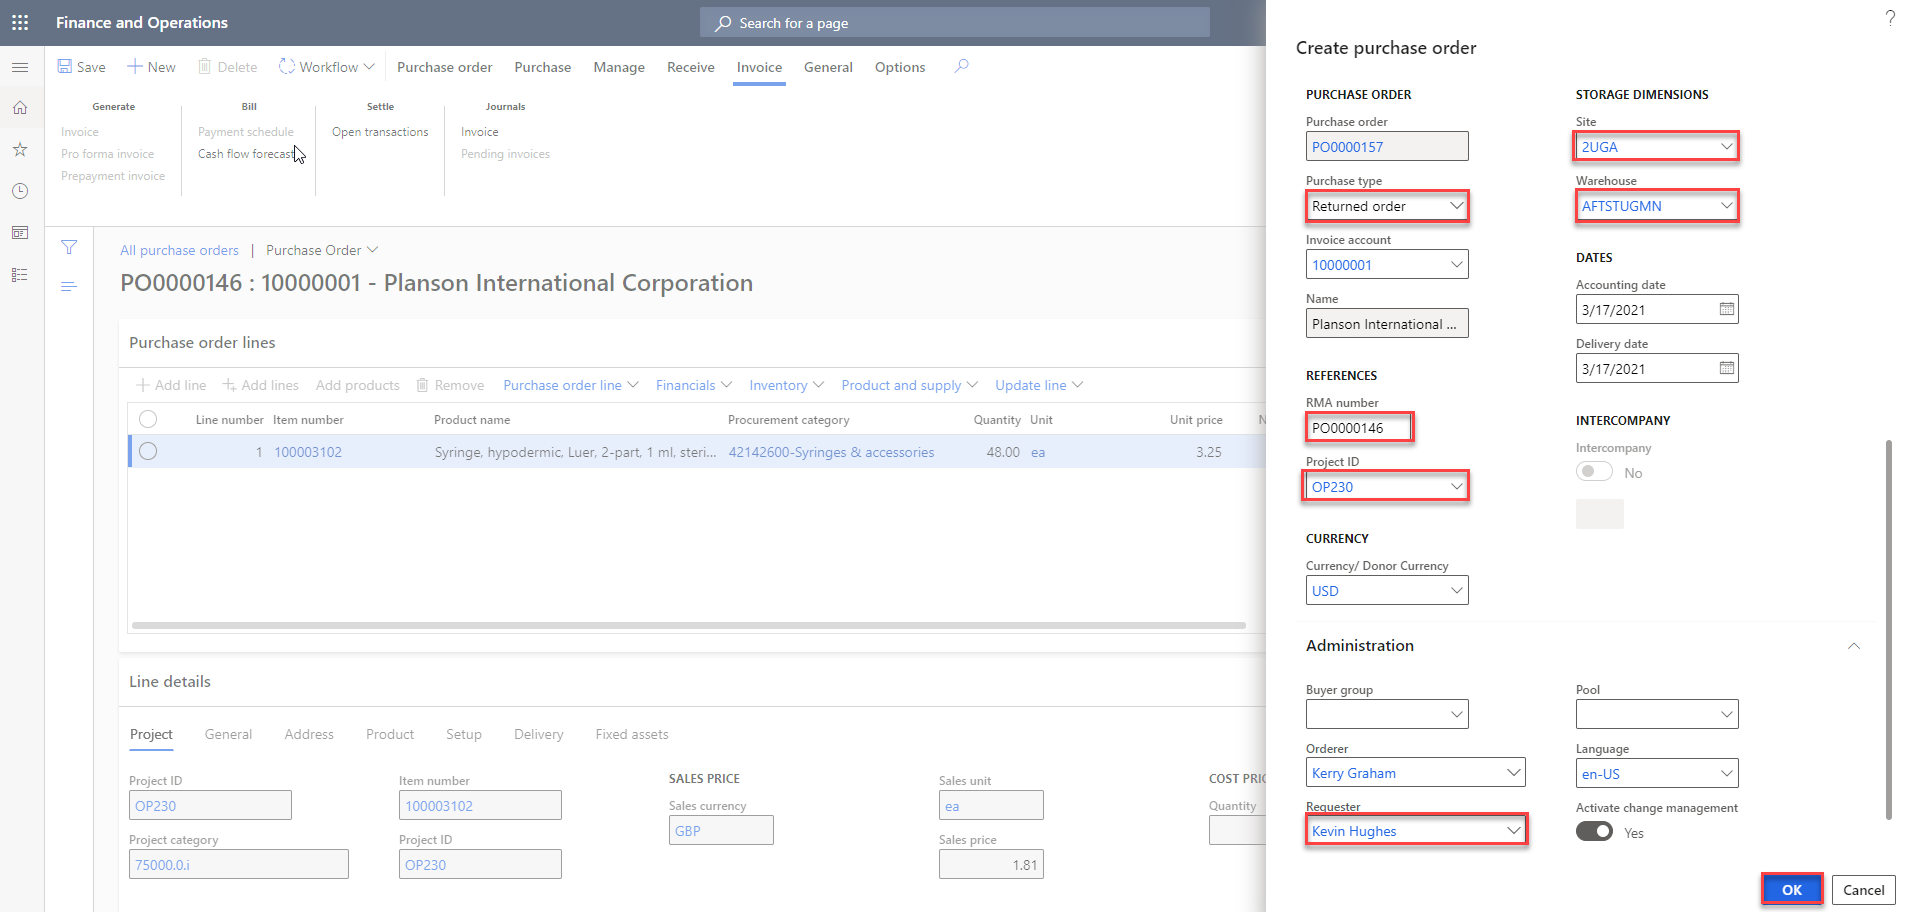 Finance and Operations
Search for a page
?
Save
New
Delete
Workflow
Purchase order
Purchase
Manage
Receive
Invoice
General
Options
Generate
Invoice
Pro forma invoice
Prepayment invoice
Bill
Payment schedule
Cash flow forecast
Settle
Open transactions
Journals
Invoice
Pending invoices
All purchase orders | Purchase Order
PO0000146 : 10000001 - Planson International Corporation
Purchase order lines
Add line
Add lines
Add products
Remove
Purchase order line
Financials
Inventory
Product and supply
Update line
Line number Item number Product name Procurement category Quantity Unit Unit price N
1 100003102 Syringe, hypodermic, Luer, 2-part, 1 ml, steri... 42142600-Syringes & accessories 48.00 ea 3.25
Line details
Project
General
Address
Product
Setup
Delivery
Fixed assets
Project ID
OP230
Project category
75000.0.i
Item number
100003102
Project ID
OP230
SALES PRICE
Sales currency
GBP
Sales unit
ea
Sales price
1.81
COST PRIC
Quantity
Create purchase order
PURCHASE ORDER
Purchase order
PO0000157
Purchase type
Returned order
Invoice account
10000001
Name
Planson International ...
REFERENCES
RMA number
PO0000146
Project ID
OP230
CURRENCY
Currency/ Donor Currency
USD
STORAGE DIMENSIONS
Site
2UGA
Warehouse
AFTSTUGMN
DATES
Accounting date
3/17/2021
Delivery date
3/17/2021
INTERCOMPANY
Intercompany
No
Administration
Buyer group
Orderer
Kerry Graham
Requester
Kevin Hughes
Pool
Language
en-US
Activate change management
Yes
OK
Cancel